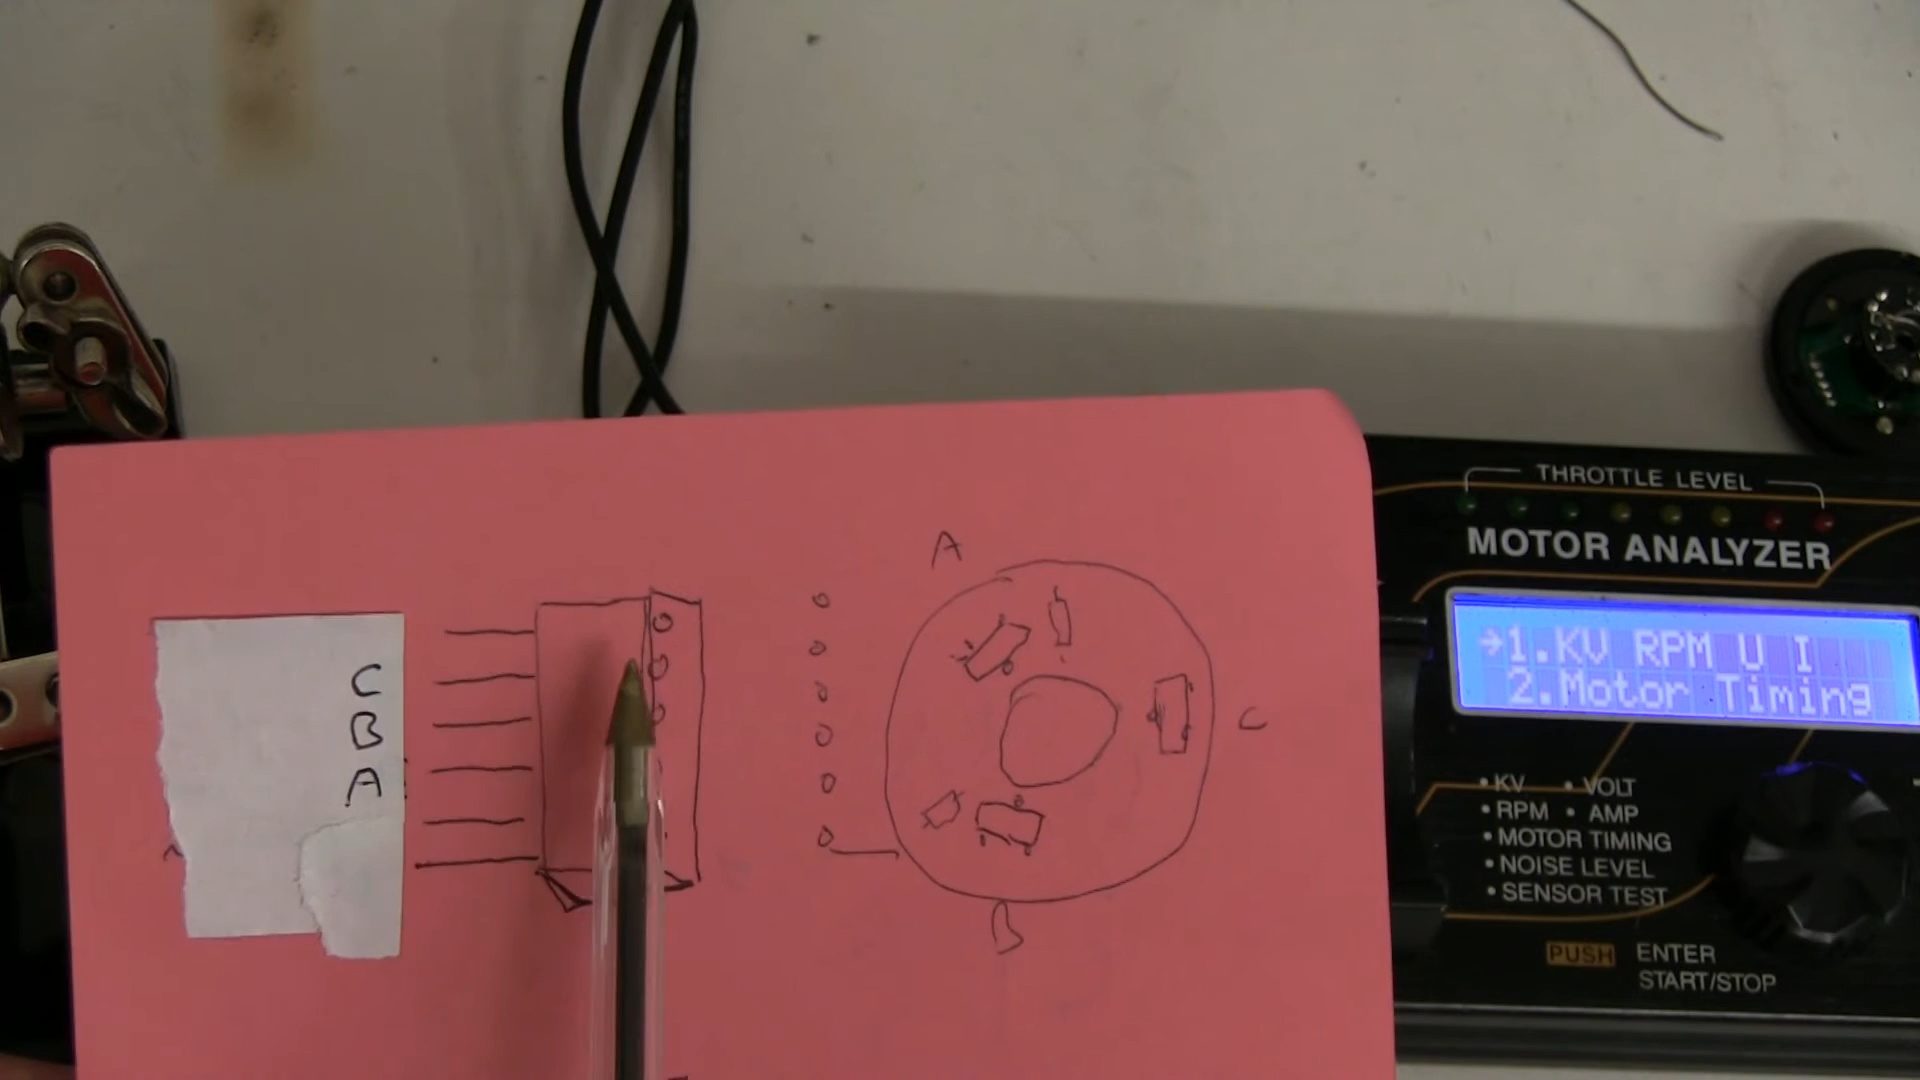 C
B
A
A
C
B
THROTTLE LEVEL
MOTOR ANALYZER
→1.KV RPM U I
2.Motor Timing
• KV • VOLT
• RPM • AMP
• MOTOR TIMING
• NOISE LEVEL
• SENSOR TEST
PUSH ENTER
START/STOP